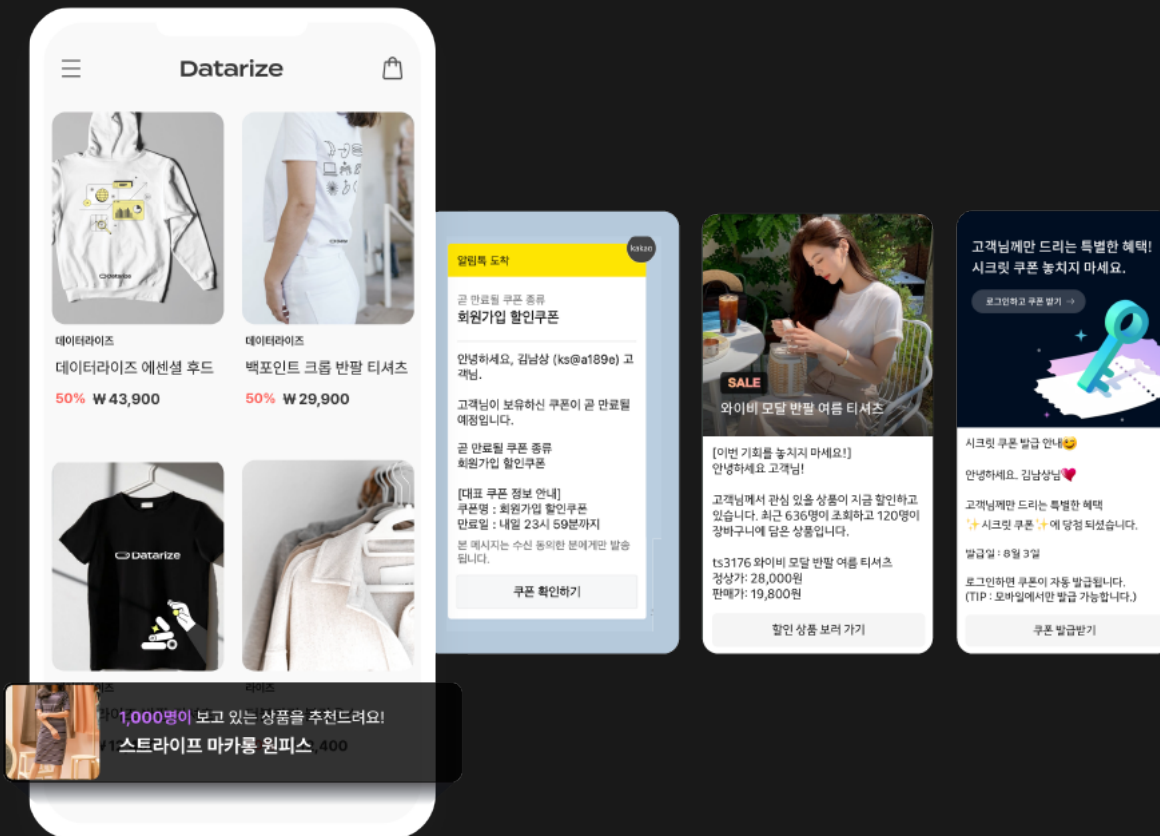 Datarize
Datarize
데이터라이즈
데이터라이즈 에센셜 후드
50% ₩43,900
데이터라이즈
백포인트 크롭 반팔 티셔츠
50% ₩29,900
Datarize
라이즈
1,000명이 보고 있는 상품을 추천드려요!
스트라이프 마카롱 원피스
,400
kakao
알림톡 도착
곧 만료될 쿠폰 종류
회원가입 할인쿠폰
안녕하세요, 김남상 (ks@a189e) 고
객님.
고객님이 보유하신 쿠폰이 곧 만료될
예정입니다.
곧 만료될 쿠폰 종류
회원가입 할인쿠폰
[대표 쿠폰 정보 안내]
쿠폰명 : 회원가입 할인쿠폰
만료일 : 내일 23시 59분까지
본 메시지는 수신 동의한 분에게만 발송
됩니다.
쿠폰 확인하기
SALE
와이비 모달 반팔 여름 티셔츠
[이번 기회를 놓치지 마세요!]
안녕하세요 고객님!
고객님께서 관심 있을 상품이 지금 할인하고
있습니다. 최근 636명이 조회하고 120명이
장바구니에 담은 상품입니다.
ts3176 와이비 모달 반팔 여름 티셔츠
정상가: 28,000원
판매가: 19,800원
할인 상품 보러 가기
고객님께만 드리는 특별한 혜택!
시크릿 쿠폰 놓치지 마세요.
로그인하고 쿠폰 받기 →
시크릿 쿠폰 발급 안내😋
안녕하세요. 김남상님💘
고객님께만 드리는 특별한 혜택
✨시크릿 쿠폰✨에 당첨 되셨습니다.
발급일 : 8월 3일
로그인하면 쿠폰이 자동 발급됩니다.
(TIP : 모바일에서만 발급 가능합니다.)
쿠폰 발급받기